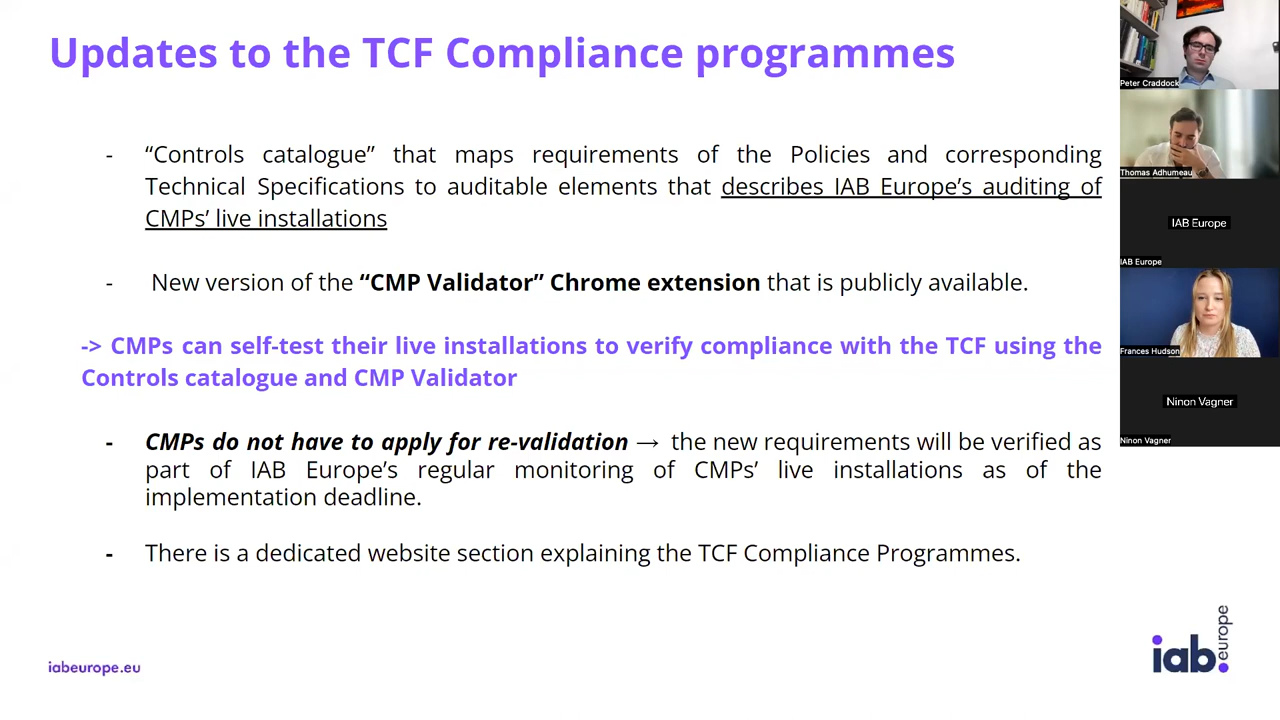 Updates to the TCF Compliance programmes
- “Controls catalogue” that maps requirements of the Policies and corresponding
Technical Specifications to auditable elements that describes IAB Europe’s auditing of
CMPs’ live installations
- New version of the “CMP Validator” Chrome extension that is publicly available.
-> CMPs can self-test their live installations to verify compliance with the TCF using the
Controls catalogue and CMP Validator
- CMPs do not have to apply for re-validation → the new requirements will be verified as
part of IAB Europe’s regular monitoring of CMPs’ live installations as of the
implementation deadline.
- There is a dedicated website section explaining the TCF Compliance Programmes.
iabeurope.eu
iab.
europe
Peter Craddock
Thomas Adhumeau
IAB Europe
IAB Europe
Frances Hudson
Ninon Vagner
Ninon Vagner